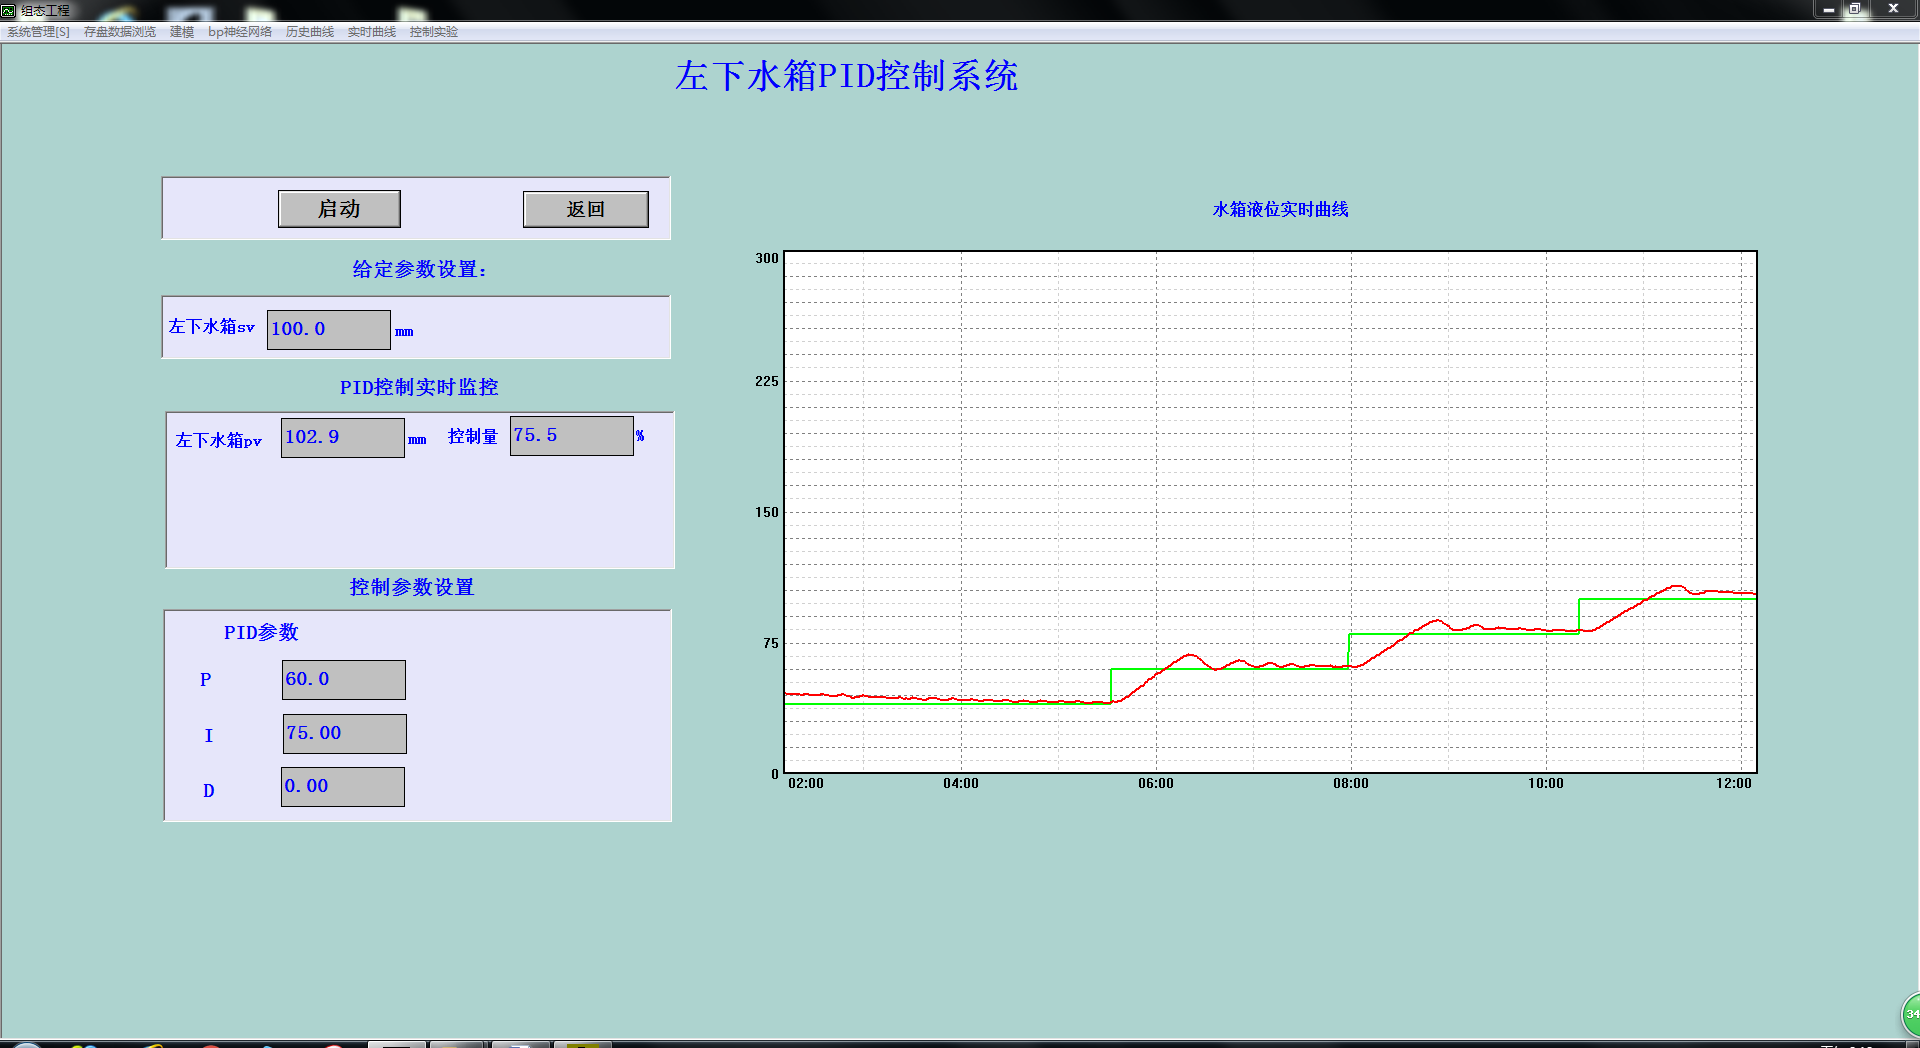 组态工程
系统管理[S] 存盘数据浏览 建模 bp神经网络 历史曲线 实时曲线 控制实验
左下水箱PID控制系统
启动 返回
给定参数设置:
左下水箱sv 100.0 mm
PID控制实时监控
左下水箱pv 102.9 mm 控制量 75.5 %
控制参数设置
PID参数
P 60.0
I 75.00
D 0.00
水箱液位实时曲线
300
225
150
75
0
02:00 04:00 06:00 08:00 10:00 12:00
34